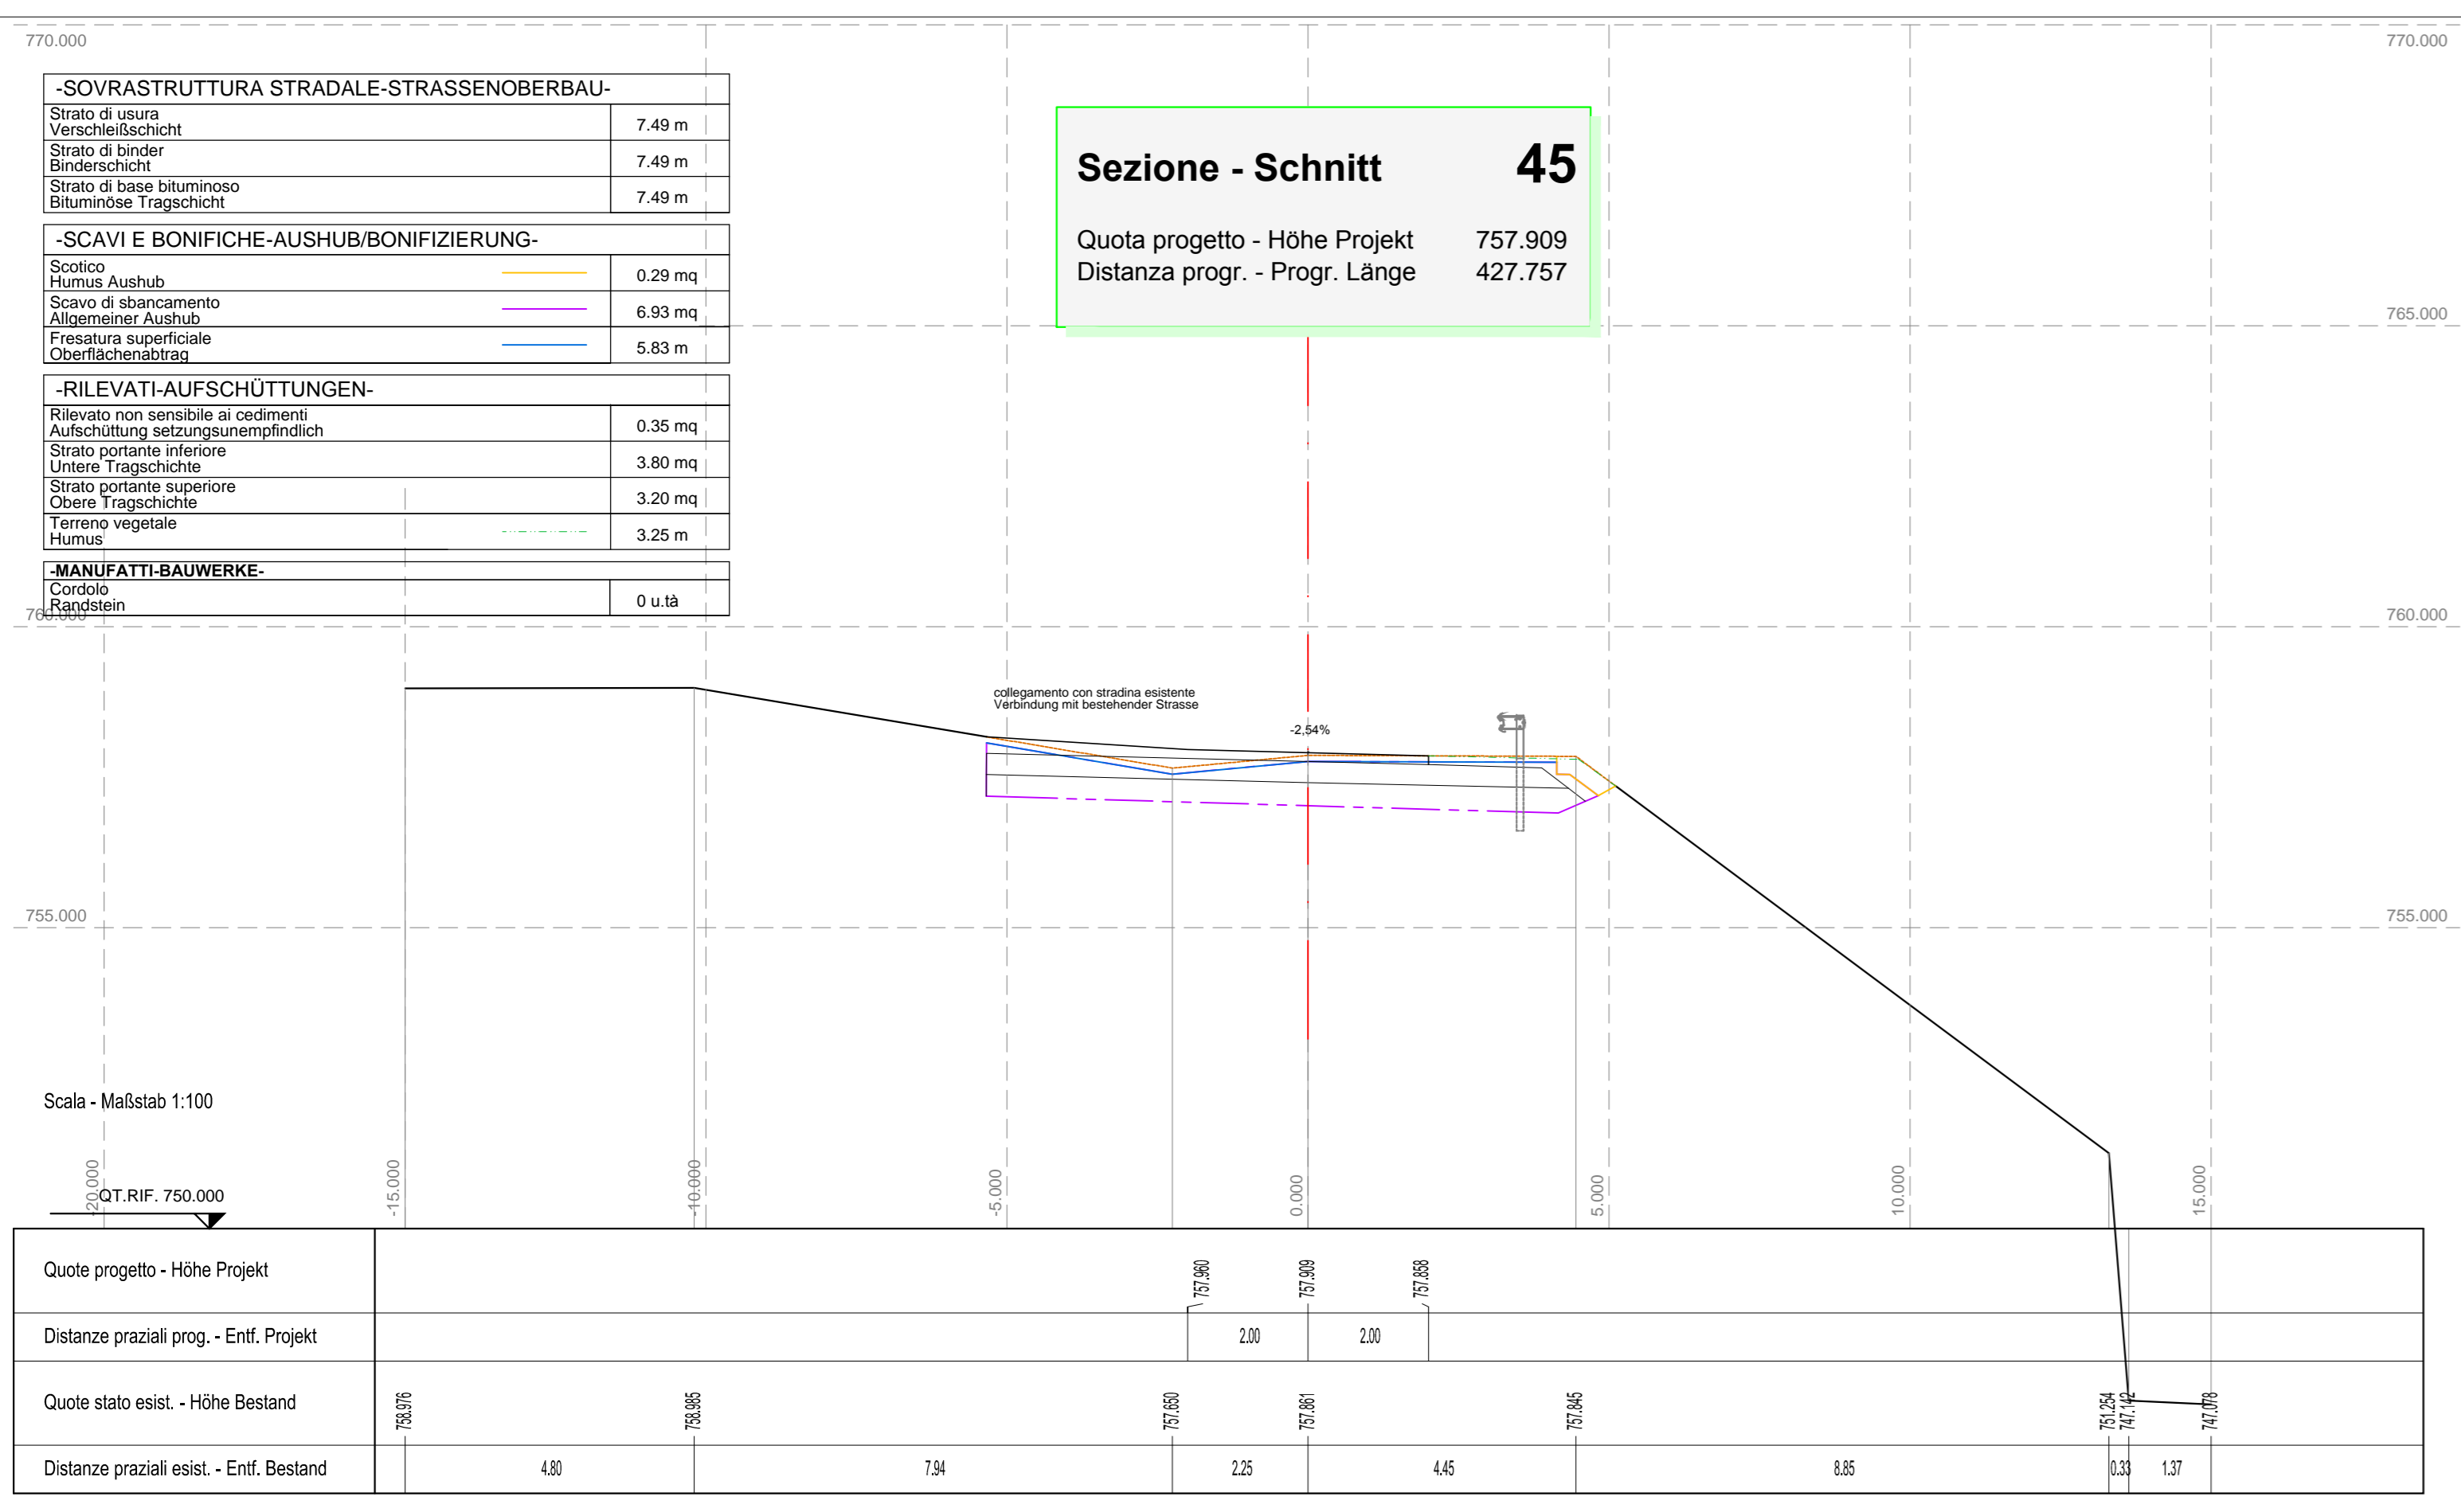 770.000
770.000
-SOVRASTRUTTURA STRADALE-STRASSENOBERBAU-
Strato di usura
Verschleißschicht
7.49 m
Strato di binder
Binderschicht
7.49 m
Strato di base bituminoso
Bituminöse Tragschicht
7.49 m
-SCAVI E BONIFICHE-AUSHUB/BONIFIZIERUNG-
Scotico
Humus Aushub
0.29 mq
Scavo di sbancamento
Allgemeiner Aushub
6.93 mq
Fresatura superficiale
Oberflächenabtrag
5.83 m
-RILEVATI-AUFSCHÜTTUNGEN-
Rilevato non sensibile ai cedimenti
Aufschüttung setzungsunempfindlich
0.35 mq
Strato portante inferiore
Untere Tragschichte
3.80 mq
Strato portante superiore
Obere Tragschichte
3.20 mq
Terreno vegetale
Humus
3.25 m
-MANUFATTI-BAUWERKE-
Cordolo
Randstein
0 u.tà
Sezione - Schnitt 45
Quota progetto - Höhe Projekt 757.909
Distanza progr. - Progr. Länge 427.757
765.000
760.000
760.000
collegamento con stradina esistente
Verbindung mit bestehender Strasse
-2,54%
755.000
755.000
Scala - Maßstab 1:100
QT.RIF. 750.000
-20.000
-15.000
-10.000
-5.000
0.000
5.000
10.000
15.000
Quote progetto - Höhe Projekt
757.960
757.909
757.858
Distanze praziali prog. - Entf. Projekt
2.00
2.00
Quote stato esist. - Höhe Bestand
758.976
758.985
757.650
757.861
757.845
751.254
747.142
747.078
Distanze praziali esist. - Entf. Bestand
4.80
7.94
2.25
4.45
8.85
0.33
1.37